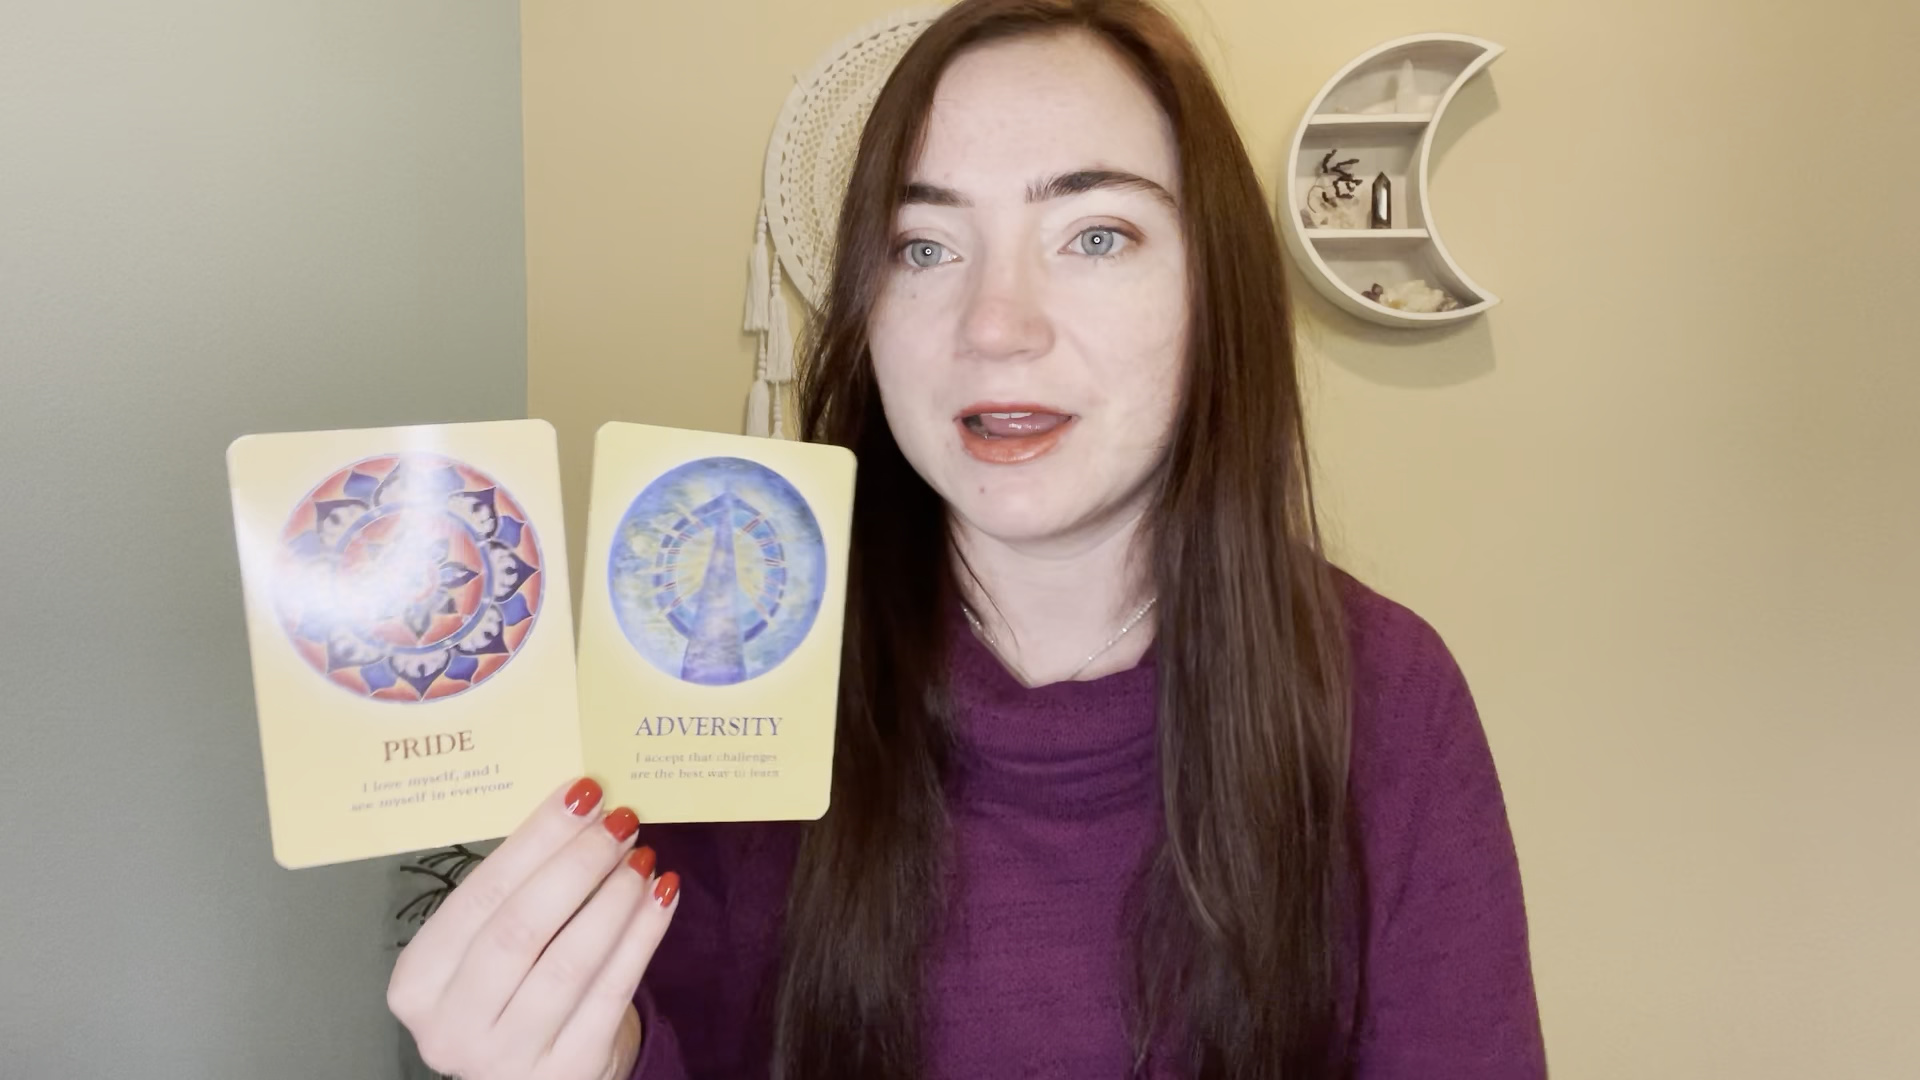 PRIDE
I love myself, and I
see myself in everyone
ADVERSITY
I accept that challenges
are the best way to learn